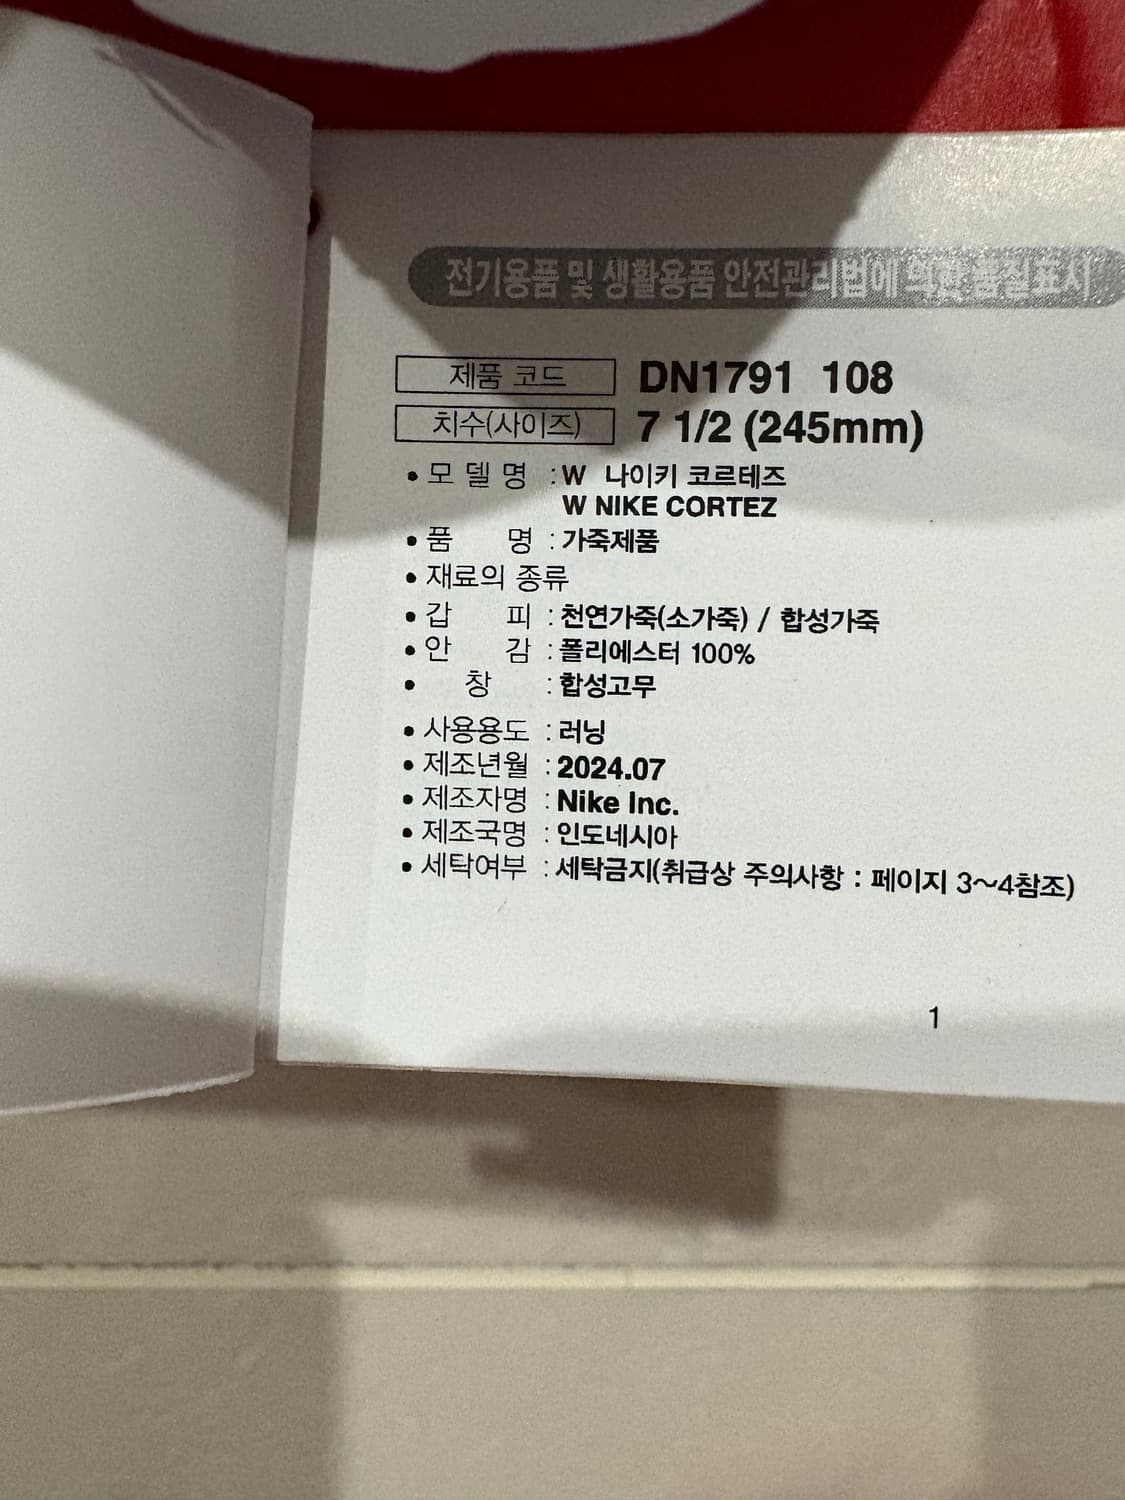 전기용품 및 생활용품 안전관리법에 의한 품질표시
제품 코드 DN1791 108
치수(사이즈) 7 1/2 (245mm)
• 모 델 명 : W 나이키 코르테즈
W NIKE CORTEZ
• 품 명 : 가죽제품
• 재료의 종류
• 갑 피 : 천연가죽(소가죽) / 합성가죽
• 안 감 : 폴리에스터 100%
• 창 : 합성고무
• 사용용도 : 러닝
• 제조년월 : 2024.07
• 제조자명 : Nike Inc.
• 제조국명 : 인도네시아
• 세탁여부 : 세탁금지(취급상 주의사항 : 페이지 3~4참조)
1